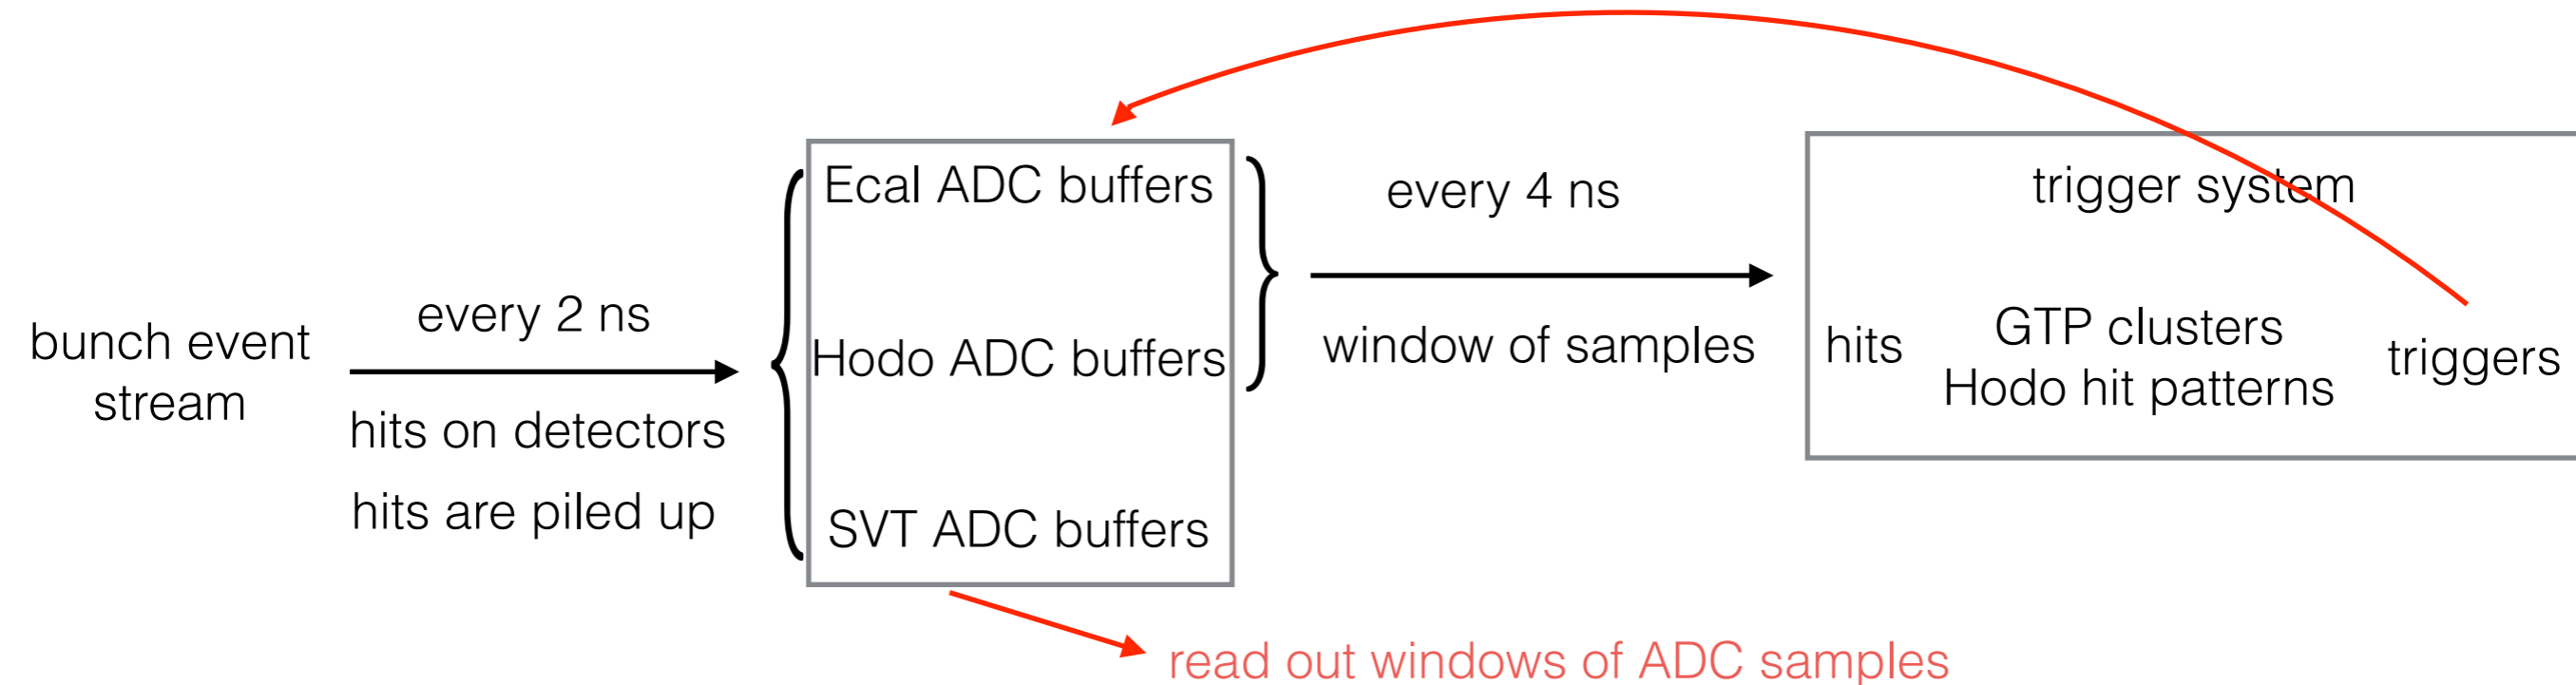 bunch event
stream
every 2 ns
hits on detectors
hits are piled up
Ecal ADC buffers
Hodo ADC buffers
SVT ADC buffers
every 4 ns
window of samples
trigger system
hits
GTP clusters
Hodo hit patterns
triggers
read out windows of ADC samples